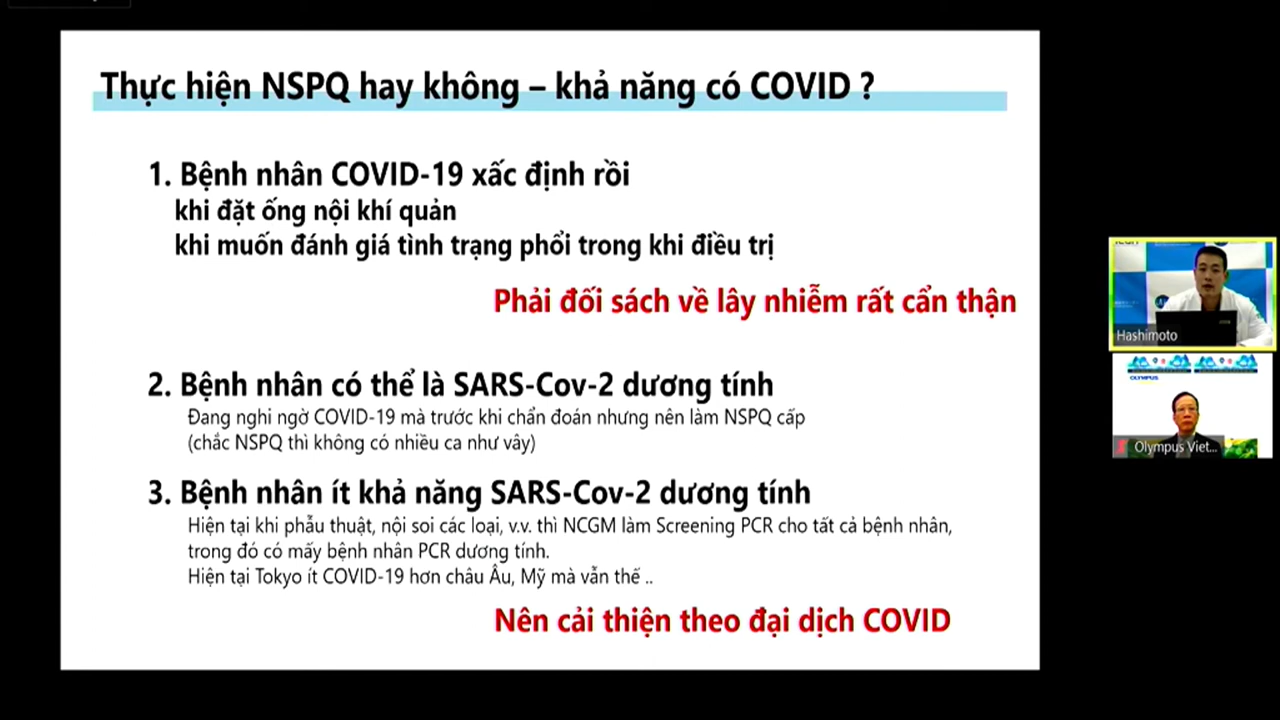 Thực hiện NSPQ hay không – khả năng có COVID ?
1. Bệnh nhân COVID-19 xấc định rồi
khi đặt ống nội khí quản
khi muốn đánh giá tình trạng phổi trong khi điều trị
Phải đối sách về lây nhiễm rất cẩn thận
2. Bệnh nhân có thể là SARS-Cov-2 dương tính
Đang nghi ngờ COVID-19 mà trước khi chẩn đoán nhưng nên làm NSPQ cấp
(chắc NSPQ thì không có nhiều ca như vây)
3. Bệnh nhân ít khả năng SARS-Cov-2 dương tính
Hiện tại khi phẫu thuật, nội soi các loại, v.v. thì NCGM làm Screening PCR cho tất cả bệnh nhân,
trong đó có mấy bệnh nhân PCR dương tính.
Hiện tại Tokyo ít COVID-19 hơn châu Âu, Mỹ mà vẫn thế ..
Nên cải thiện theo đại dịch COVID
Hashimoto
OLYMPUS
Olympus Viet...